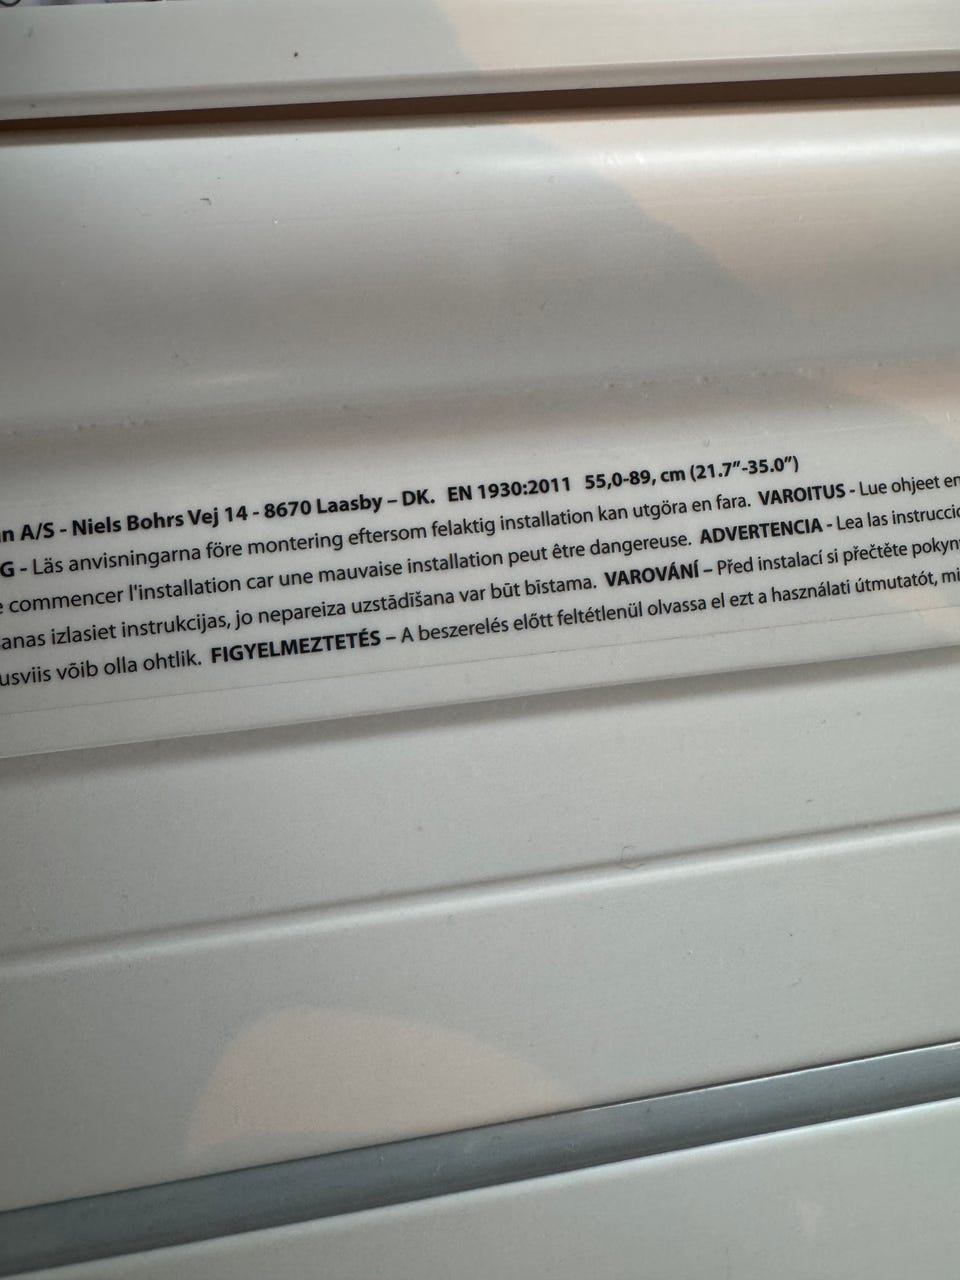 n A/S - Niels Bohrs Vej 14 - 8670 Laasby – DK. EN 1930:2011 55,0-89, cm (21.7”-35.0”)
G - Läs anvisningarna före montering eftersom felaktig installation kan utgöra en fara. VAROITUS - Lue ohjeet en
e commencer l'installation car une mauvaise installation peut être dangereuse. ADVERTENCIA - Lea las instruccio
anas izlasiet instrukcijas, jo nepareiza uzstādīšana var būt bīstama. VAROVÁNÍ – Před instalací si přečtěte pokyn
usviis võib olla ohtlik. FIGYELMEZTETÉS – A beszerelés előtt feltétlenül olvassa el ezt a használati útmutatót, mi